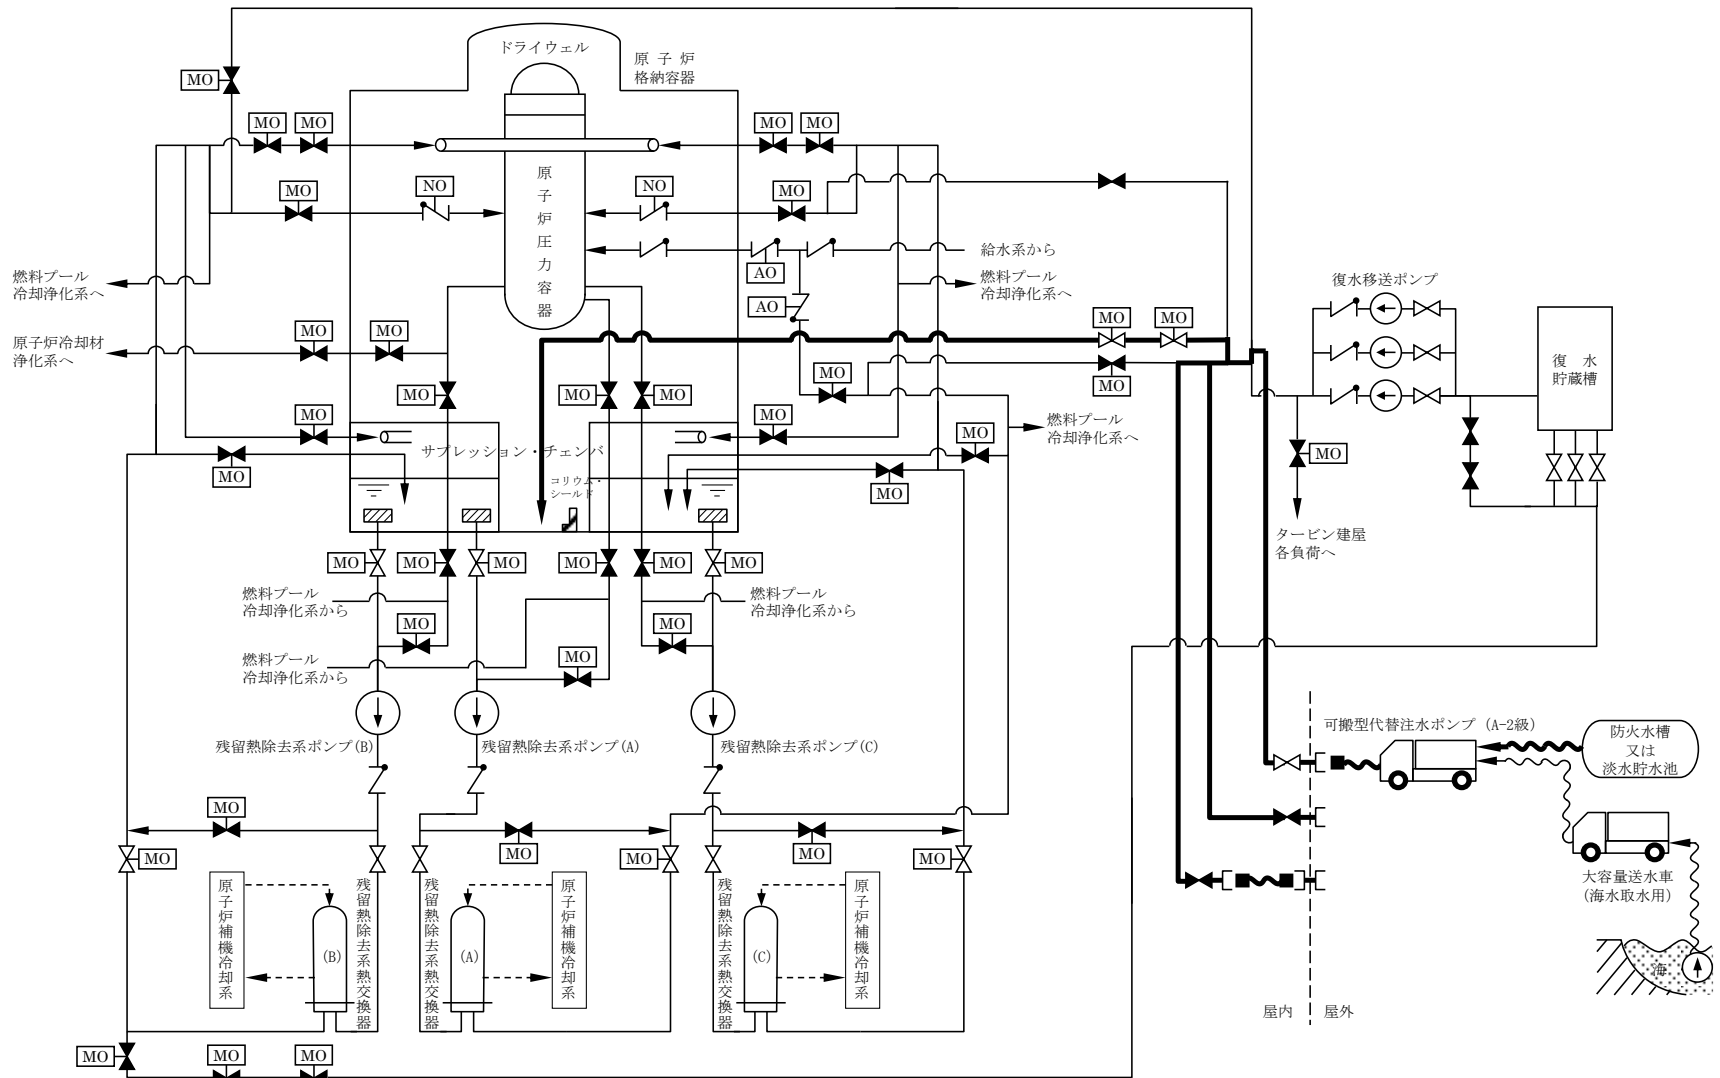 ドライウェル
原 子 炉
格納容器
MO
MO
MO
MO
MO
原子炉圧力容器
MO
NO
NO
MO
給水系から
AO
燃料プール
冷却浄化系へ
燃料プール
冷却浄化系へ
復水移送ポンプ
AO
MO
MO
原子炉冷却材
浄化系へ
MO
MO
MO
MO
復 水
貯蔵槽
MO
MO
MO
MO
MO
燃料プール
冷却浄化系へ
MO
MO
サプレッション・チェンバ
MO
MO
コリウム・
シールド
MO
タービン建屋
各負荷へ
MO
MO
MO
MO
MO
MO
燃料プール
冷却浄化系から
燃料プール
冷却浄化系から
MO
MO
燃料プール
冷却浄化系から
MO
残留熱除去系ポンプ(B)
残留熱除去系ポンプ(A)
残留熱除去系ポンプ(C)
可搬型代替注水ポンプ（A-2級）
防火水槽
又は
淡水貯水池
MO
MO
MO
MO
MO
MO
大容量送水車
（海水取水用）
原子炉補機冷却系
(B)
残留熱除去系熱交換器
残留熱除去系熱交換器
(A)
原子炉補機冷却系
残留熱除去系熱交換器
(C)
原子炉補機冷却系
海
屋内
屋外
MO
MO
MO